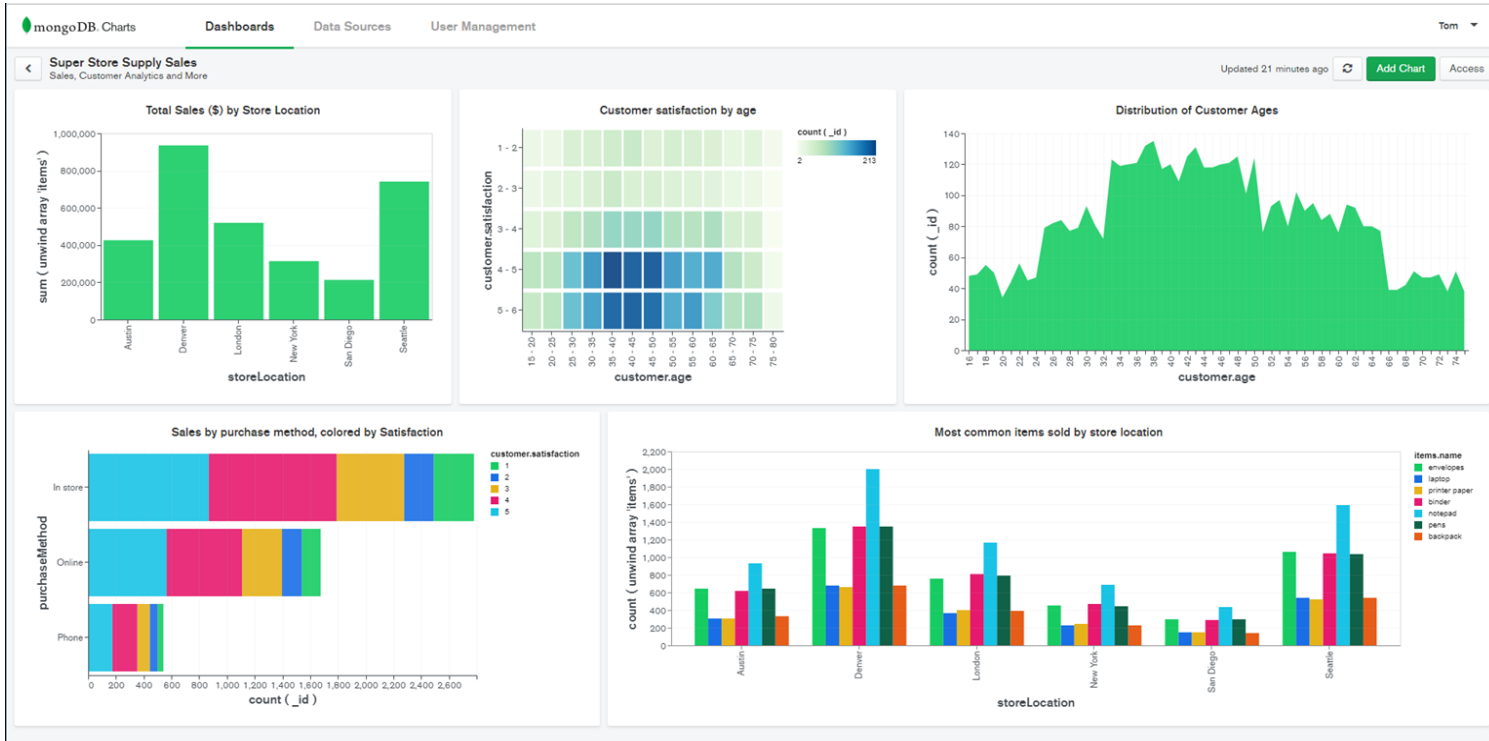 mongoDB. Charts
Dashboards
Data Sources
User Management
Tom
Super Store Supply Sales
Sales, Customer Analytics and More
Updated 21 minutes ago
Add Chart
Access
Total Sales ($) by Store Location
1,000,000
800,000
600,000
400,000
200,000
0
sum ( unwind array 'items' )
Austin
Denver
London
New York
San Diego
Seattle
storeLocation
Customer satisfaction by age
count ( _id )
2 213
1 - 2
2 - 3
3 - 4
4 - 5
5 - 6
customer.satisfaction
15 - 20
20 - 25
25 - 30
30 - 35
35 - 40
40 - 45
45 - 50
50 - 55
55 - 60
60 - 65
65 - 70
70 - 75
75 - 80
customer.age
Distribution of Customer Ages
140
120
100
80
60
40
20
0
count ( _id )
16
18
20
22
24
26
28
30
32
34
36
38
40
42
44
46
48
50
52
54
56
58
60
62
64
66
68
70
72
74
customer.age
Sales by purchase method, colored by Satisfaction
In store
Online
Phone
purchaseMethod
0 200 400 600 800 1,000 1,200 1,400 1,600 1,800 2,000 2,200 2,400 2,600
count ( _id )
customer.satisfaction
1
2
3
4
5
Most common items sold by store location
2,200
2,000
1,800
1,600
1,400
1,200
1,000
800
600
400
200
0
count ( unwind array 'items' )
Austin
Denver
London
New York
San Diego
Seattle
storeLocation
items.name
envelopes
laptop
printer paper
binder
notepad
pens
backpack